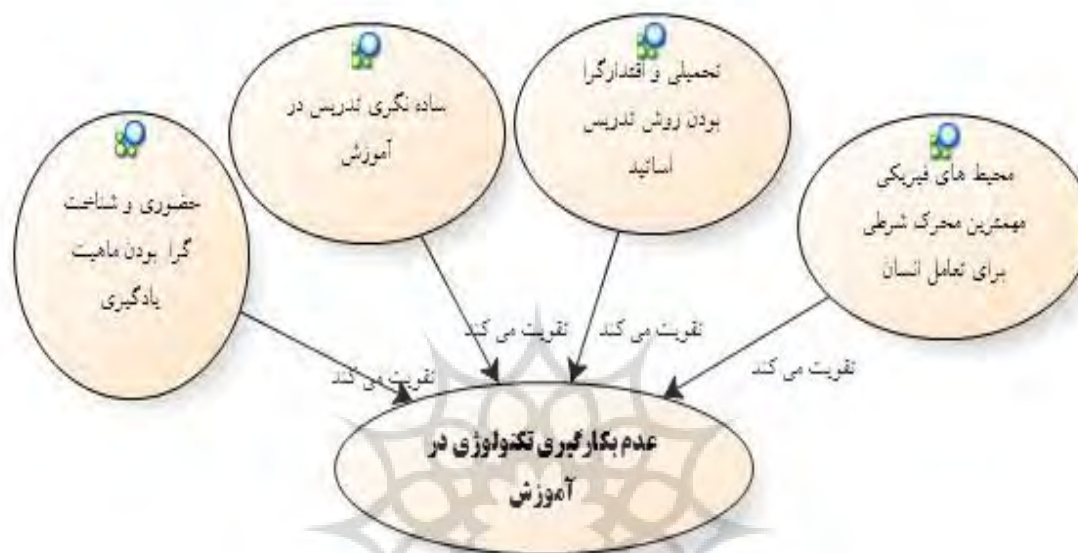 تحمیلی و اقتدارگرا
بودن روش تدریس
اساتید
ساده نگری تدریس در
آموزش
محیط های فیزیکی
مهمترین محرک شرطی
برای تعامل انسان
حضوری و شناخت
گرا بودن ماهیت
یادگیری
تقویت می کند
تقویت می کند
تقویت می کند
تقویت می کند
عدم بکارگیری تکنولوژی در
آموزش